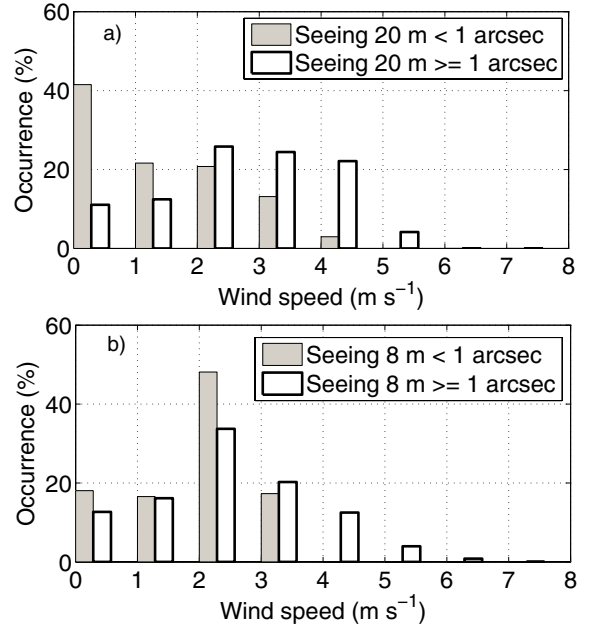 60
a)
Seeing 20 m < 1 arcsec
Seeing 20 m >= 1 arcsec
40
20
0
Occurrence (%)
0 1 2 3 4 5 6 7 8
Wind speed (m s⁻¹)
60
b)
Seeing 8 m < 1 arcsec
Seeing 8 m >= 1 arcsec
40
20
0
Occurrence (%)
0 1 2 3 4 5 6 7 8
Wind speed (m s⁻¹)